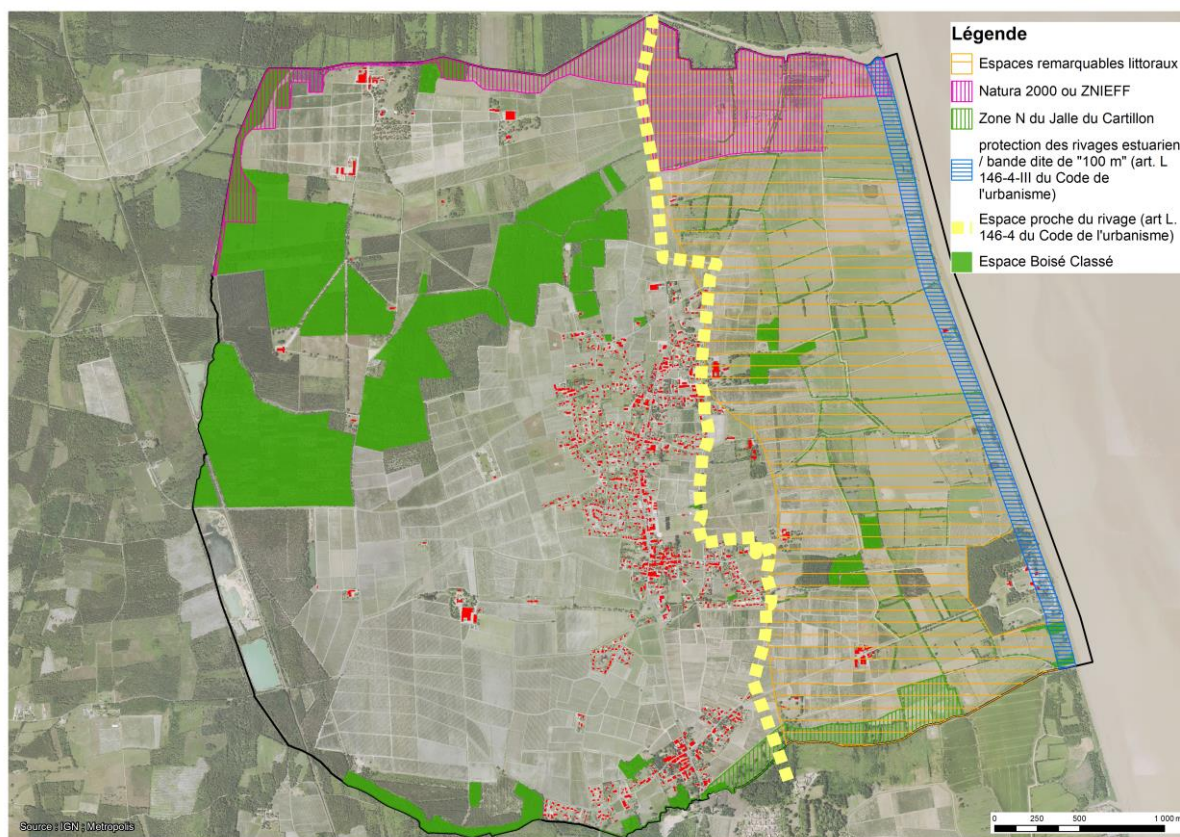 Légende
Espaces remarquables littoraux
Natura 2000 ou ZNIEFF
Zone N du Jalle du Cartillon
protection des rivages estuarien
/ bande dite de "100 m" (art. L
146-4-III du Code de
l'urbanisme)
Espace proche du rivage (art L.
146-4 du Code de l'urbanisme)
Espace Boisé Classé
Source : IGN - Metropolis
0 250 500 1 000 m